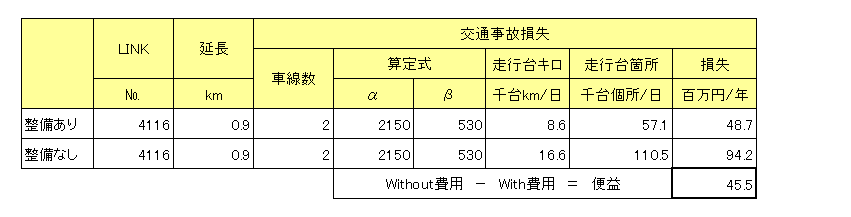 交通事故損失
LINK 延長 車線数 算定式 走行台キロ 走行台箇所 損失
№ km α β 千台km/日 千台個所/日 百万円/年
整備あり 4116 0.9 2 2150 530 8.6 57.1 48.7
整備なし 4116 0.9 2 2150 530 16.6 110.5 94.2
Without費用 － With費用 ＝ 便益 45.5